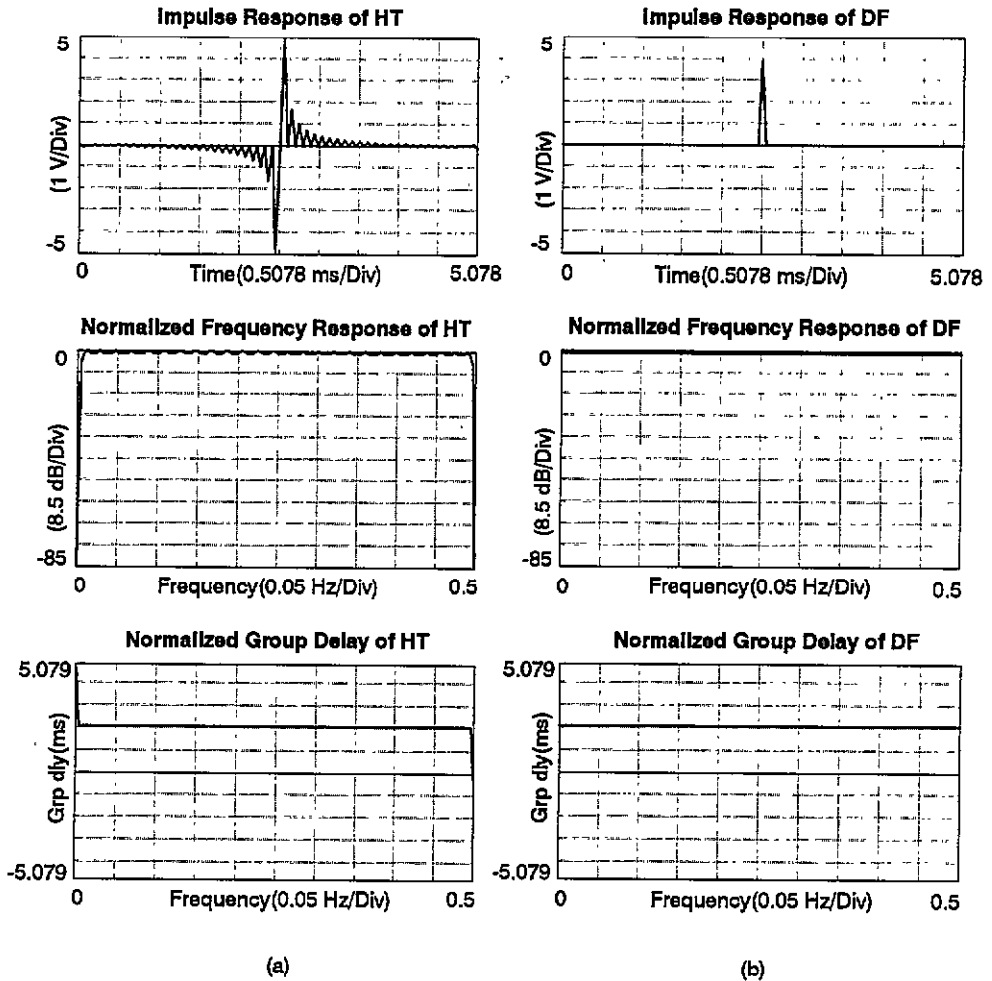 Impulse Response of HT
5
(1 V/Div)
-5
0
Time(0.5078 ms/Div)
5.078
Impulse Response of DF
5
(1 V/Div)
-5
0
Time(0.5078 ms/Div)
5.078
Normalized Frequency Response of HT
0
(8.5 dB/Div)
-85
0
Frequency(0.05 Hz/Div)
0.5
Normalized Frequency Response of DF
0
(8.5 dB/Div)
-85
0
Frequency(0.05 Hz/Div)
0.5
Normalized Group Delay of HT
5.079
Grp dly(ms)
-5.079
0
Frequency(0.05 Hz/Div)
0.5
Normalized Group Delay of DF
5.079
Grp dly(ms)
-5.079
0
Frequency(0.05 Hz/Div)
0.5
(a)
(b)